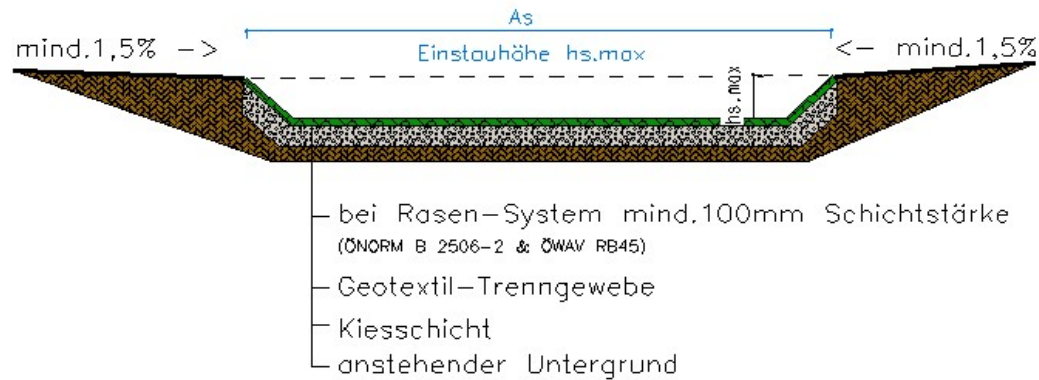 As
mind.1,5% –> <– mind.1,5%
Einstauhöhe hs.max
hs.max
bei Rasen–System mind.100mm Schichtstärke
(ÖNORM B 2506–2 & ÖWAV RB45)
Geotextil–Trenngewebe
Kiesschicht
anstehender Untergrund